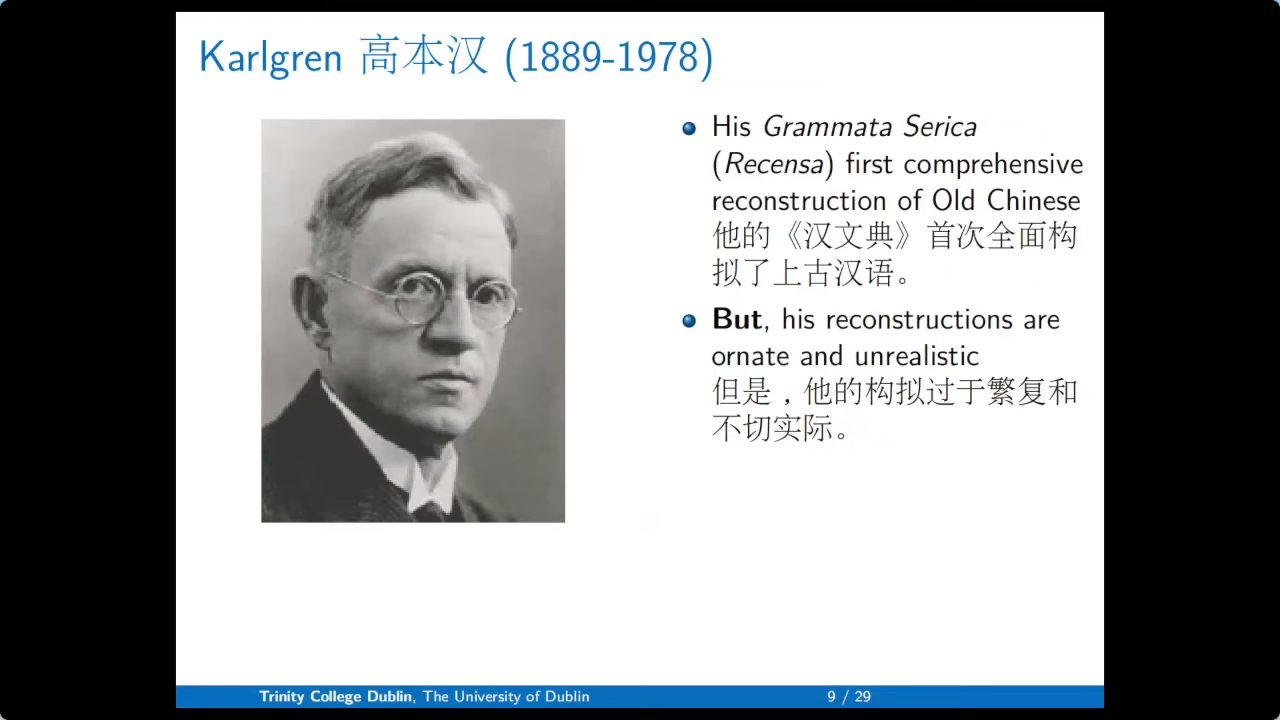 Karlgren 高本汉 (1889-1978)
His Grammata Serica
(Recensa) first comprehensive
reconstruction of Old Chinese
他的《汉文典》首次全面构
拟了上古汉语。
But, his reconstructions are
ornate and unrealistic
但是，他的构拟过于繁复和
不切实际。
Trinity College Dublin, The University of Dublin
9 / 29